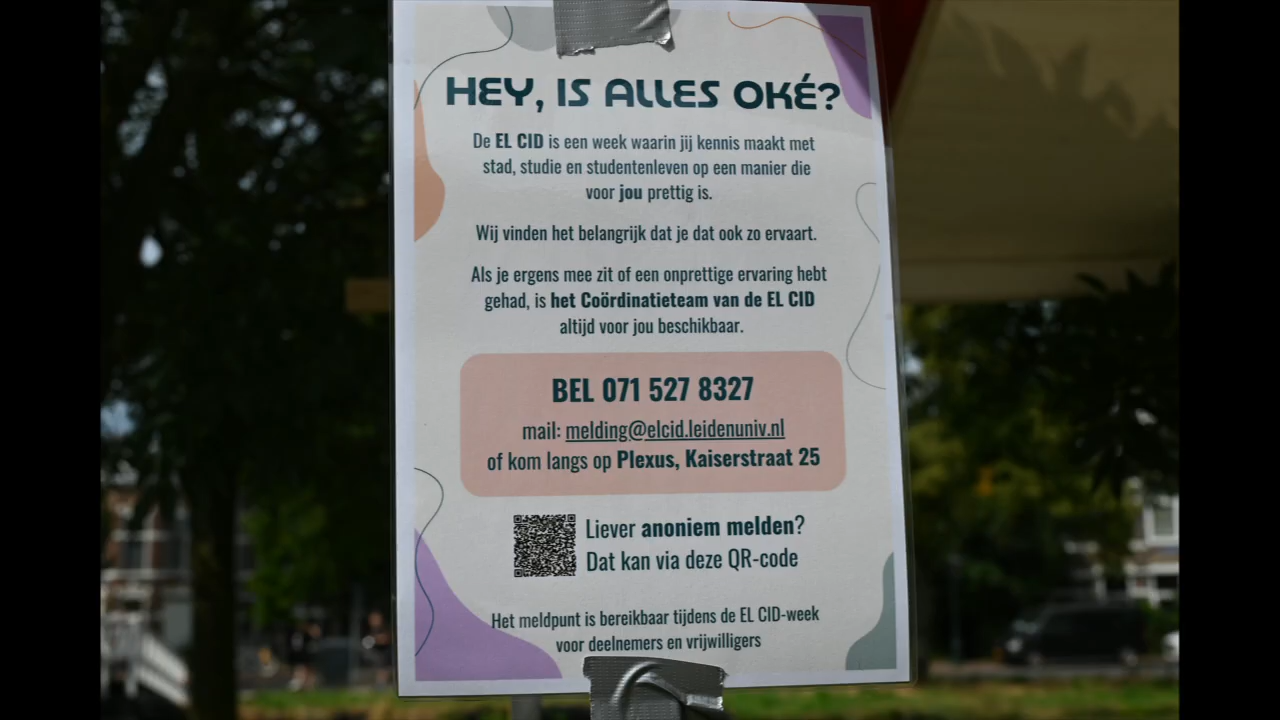 HEY, IS ALLES OKÉ?
De EL CID is een week waarin jij kennis maakt met
stad, studie en studentenleven op een manier die
voor jou prettig is.
Wij vinden het belangrijk dat je dat ook zo ervaart.
Als je ergens mee zit of een onprettige ervaring hebt
gehad, is het Coördinatieteam van de EL CID
altijd voor jou beschikbaar.
BEL 071 527 8327
mail: melding@elcid.leidenuniv.nl
of kom langs op Plexus, Kaiserstraat 25
Liever anoniem melden?
Dat kan via deze QR-code
Het meldpunt is bereikbaar tijdens de EL CID-week
voor deelnemers en vrijwilligers